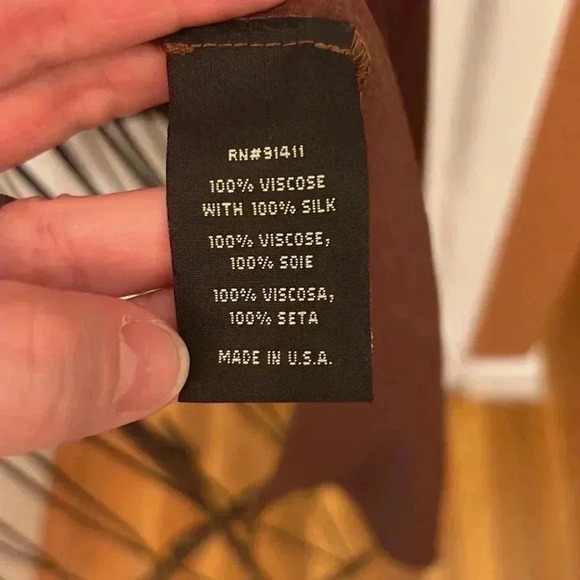 RN#91411
100% VISCOSE
WITH 100% SILK
100% VISCOSE,
100% SOIE
100% VISCOSA,
100% SETA
MADE IN U.S.A.